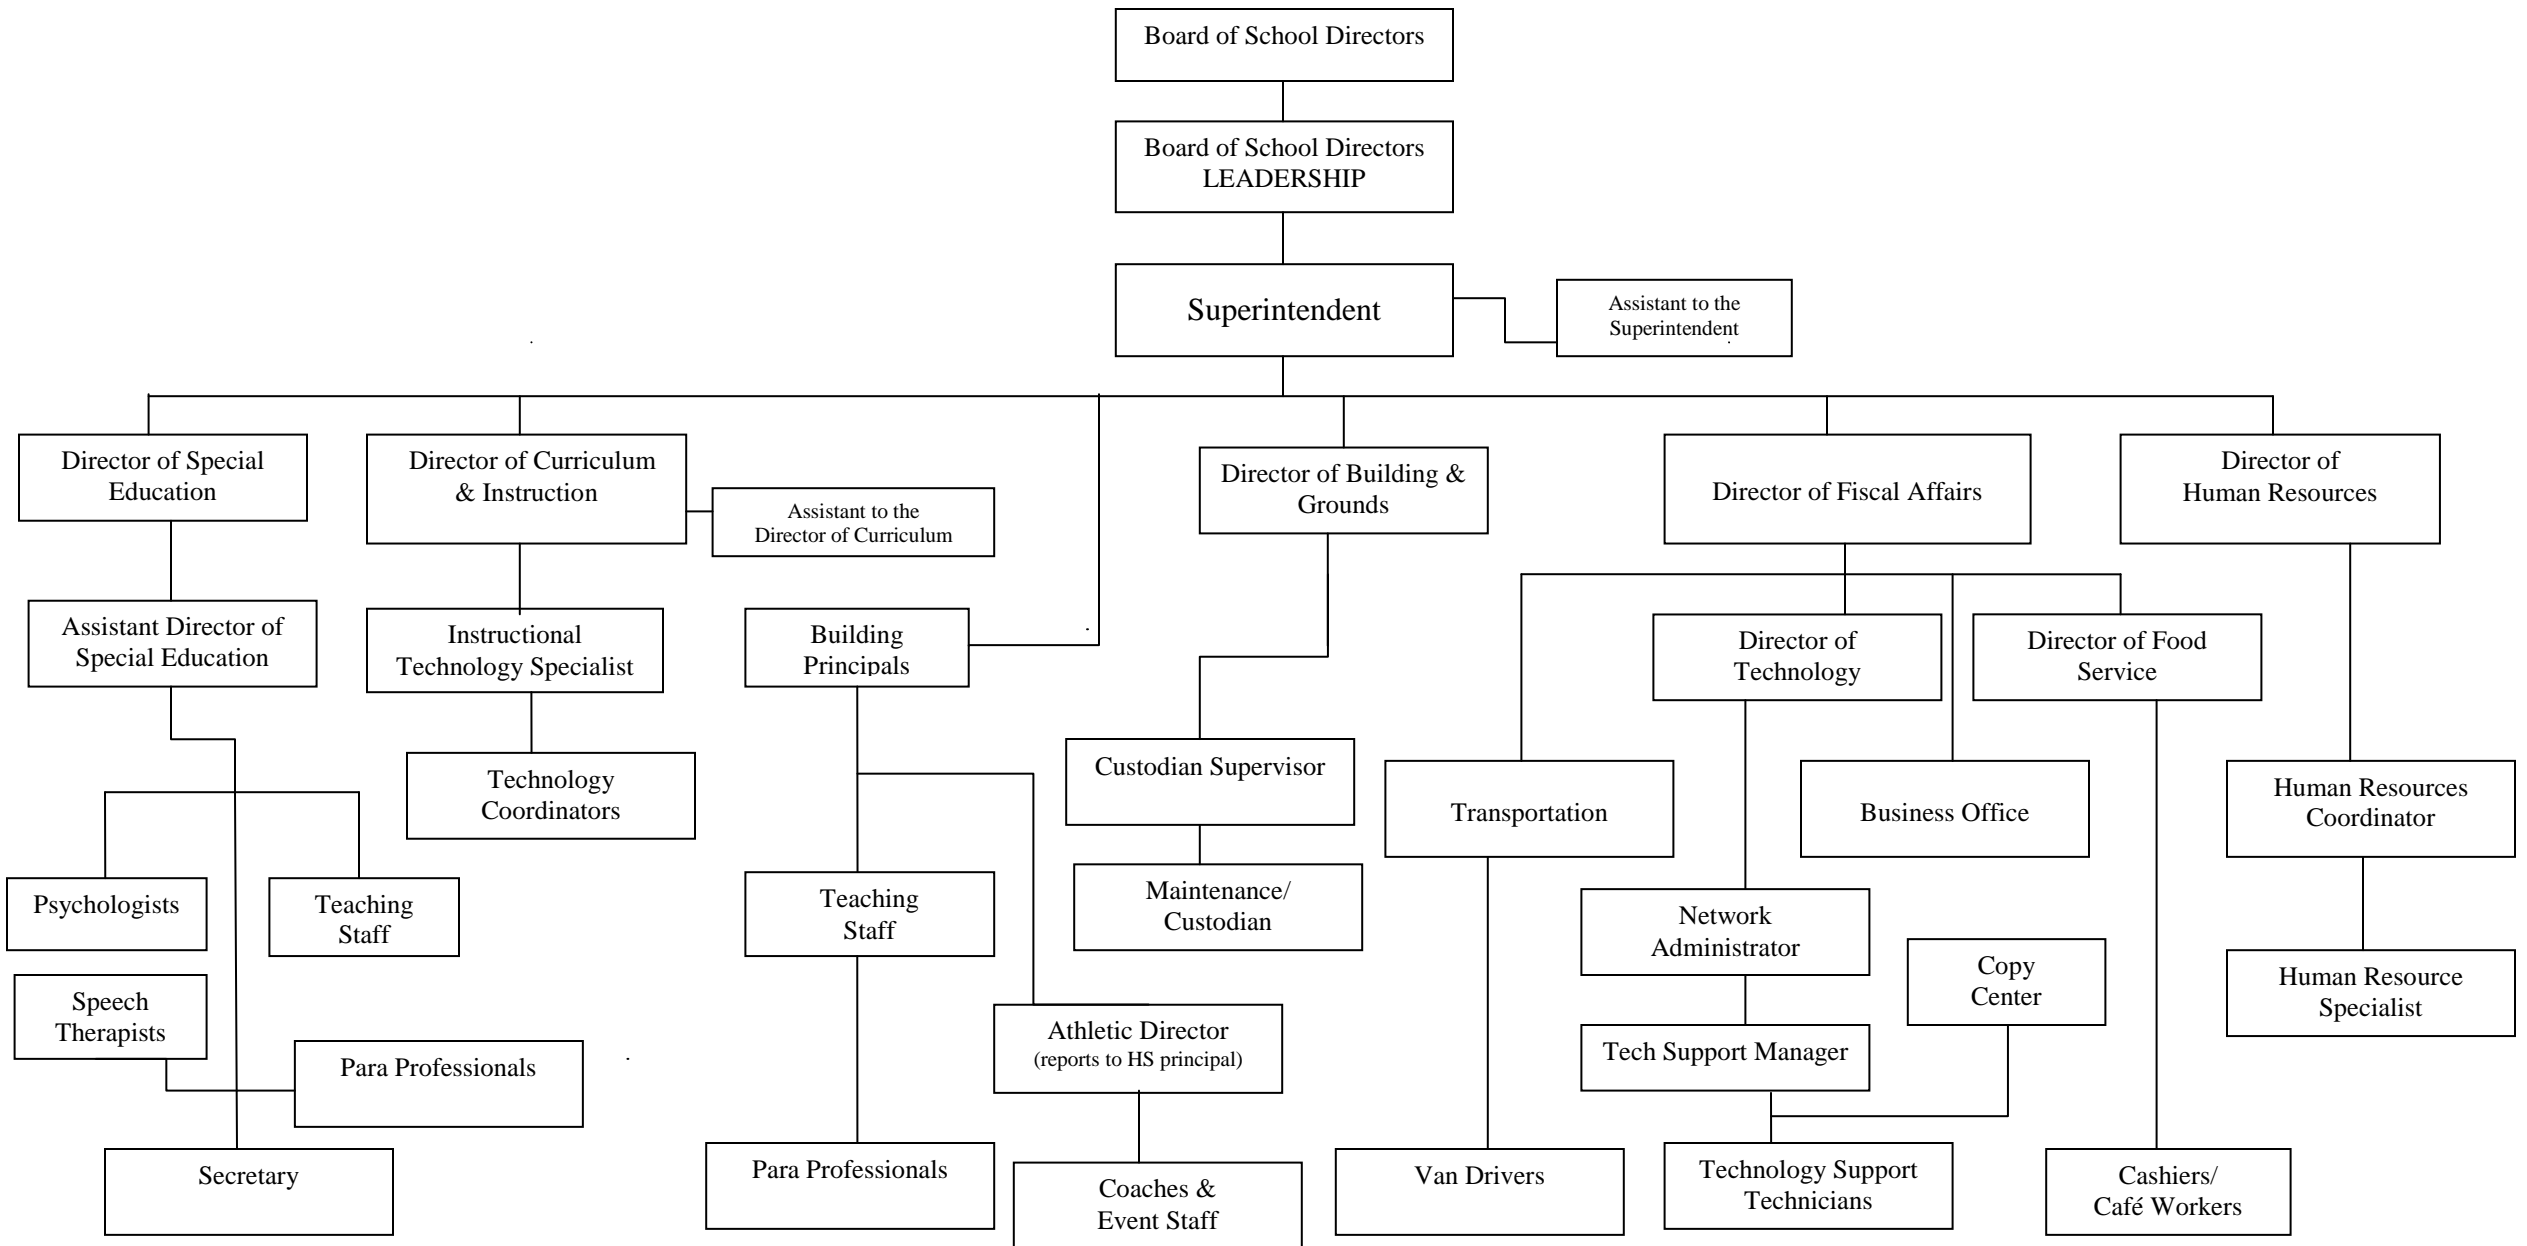 Board of School Directors
Board of School Directors
LEADERSHIP
Superintendent
Assistant to the
Superintendent
Director of Special
Education
Director of Curriculum
& Instruction
Assistant to the
Director of Curriculum
Director of Building &
Grounds
Director of Fiscal Affairs
Director of
Human Resources
Assistant Director of
Special Education
Instructional
Technology Specialist
Building
Principals
Director of
Technology
Director of Food
Service
Technology
Coordinators
Custodian Supervisor
Transportation
Business Office
Human Resources
Coordinator
Psychologists
Teaching
Staff
Teaching
Staff
Maintenance/
Custodian
Network
Administrator
Copy
Center
Human Resource
Specialist
Speech
Therapists
Para Professionals
Athletic Director
(reports to HS principal)
Tech Support Manager
Secretary
Para Professionals
Coaches &
Event Staff
Van Drivers
Technology Support
Technicians
Cashiers/
Café Workers